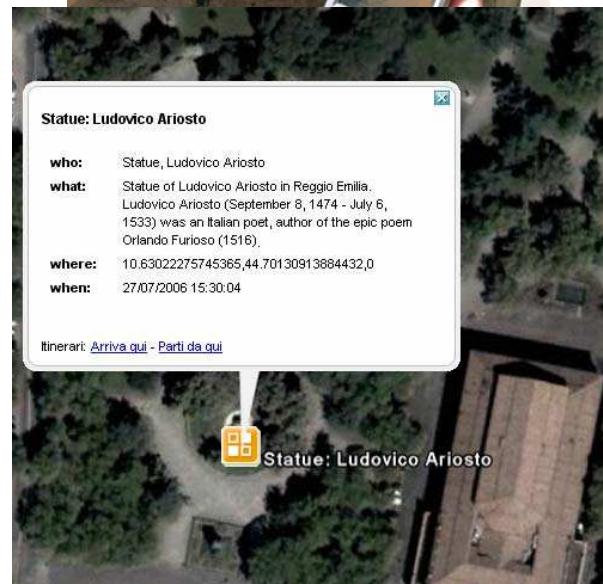 Statue: Ludovico Ariosto
who: Statue, Ludovico Ariosto
what: Statue of Ludovico Ariosto in Reggio Emilia.
Ludovico Ariosto (September 8, 1474 - July 6,
1533) was an Italian poet, author of the epic poem
Orlando Furioso (1516).
where: 10.63022275745365,44.70130913884432,0
when: 27/07/2006 15:30:04
Itinerari: Arriva qui - Parti da qui
Statue: Ludovico Ariosto